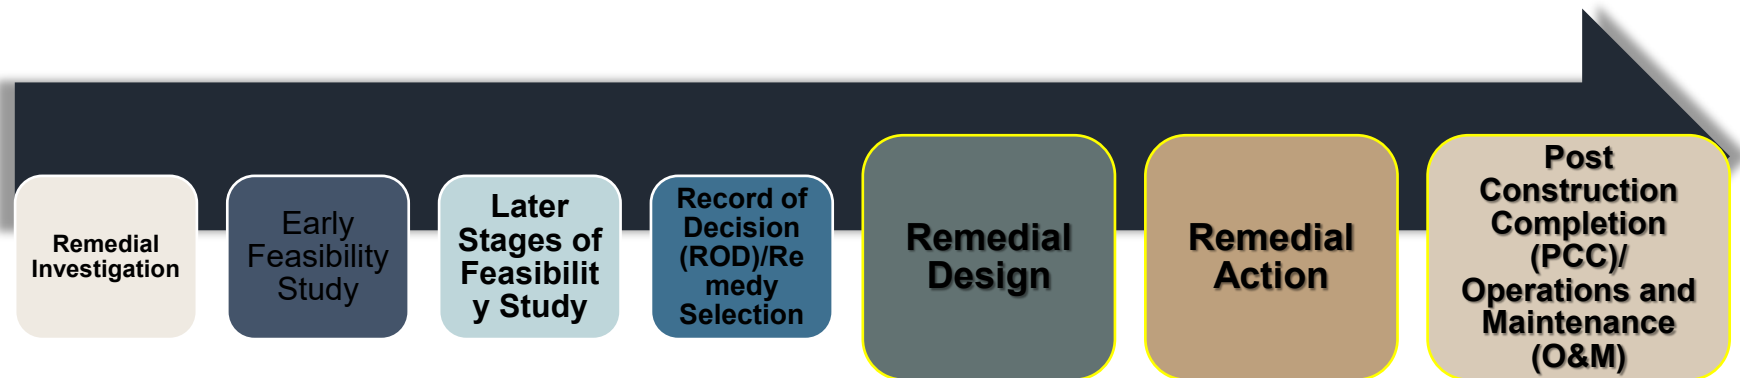 Remedial
Investigation
Early
Feasibility
Study
Later
Stages of
Feasibilit
y Study
Record of
Decision
(ROD)/Re
medy
Selection
Remedial
Design
Remedial
Action
Post
Construction
Completion
(PCC)/
Operations and
Maintenance
(O&M)